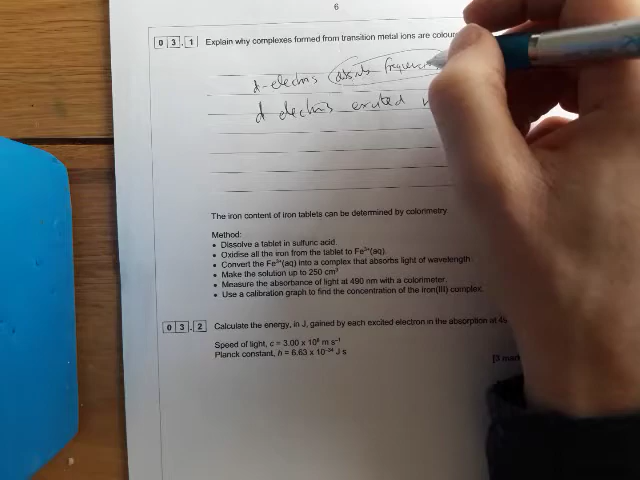 6
0 3 . 1 Explain why complexes formed from transition metal ions are colour
d-electrons absorb frequencies
d electrons excited
The iron content of iron tablets can be determined by colorimetry
Method:
• Dissolve a tablet in sulfuric acid.
• Oxidise all the iron from the tablet to Fe³⁺(aq).
• Convert the Fe³⁺(aq) into a complex that absorbs light of wavelength
• Make the solution up to 250 cm³
• Measure the absorbance of light at 490 nm with a colorimeter.
• Use a calibration graph to find the concentration of the iron(III) complex.
0 3 . 2 Calculate the energy, in J, gained by each excited electron in the absorption at 49
Speed of light, c = 3.00 x 10⁸ m s⁻¹
Planck constant, h = 6.63 x 10⁻³⁴ J s
[3 mar